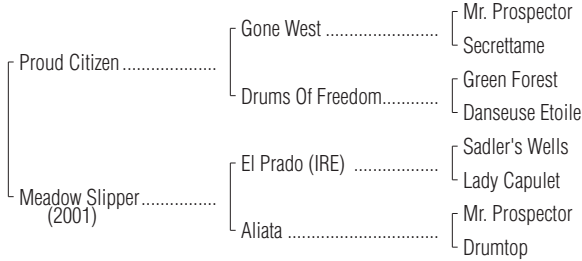 Mr. Prospector
Gone West
Secrettame
Proud Citizen
Green Forest
Drums Of Freedom
Danseuse Etoile
Sadler's Wells
El Prado (IRE)
Lady Capulet
Meadow Slipper
(2001)
Mr. Prospector
Aliata
Drumtop